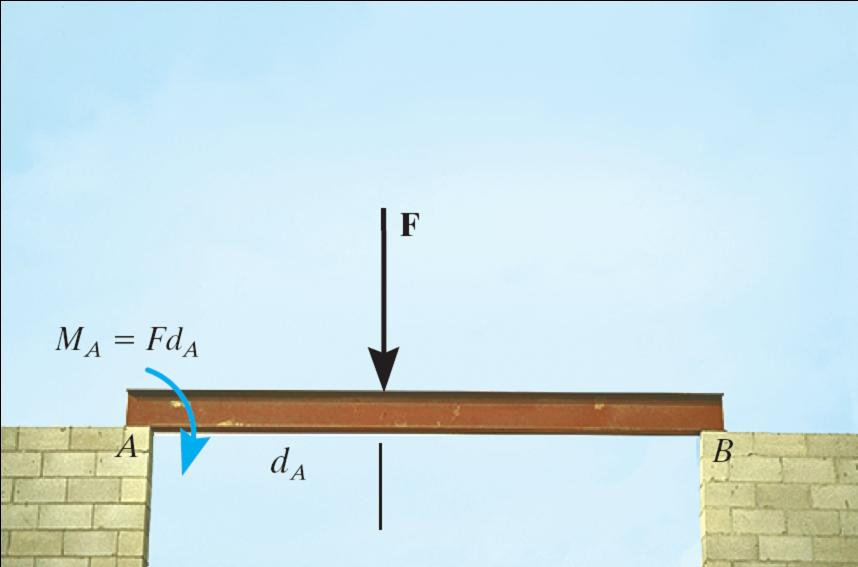 F
M_A = Fd_A
A
d_A
B